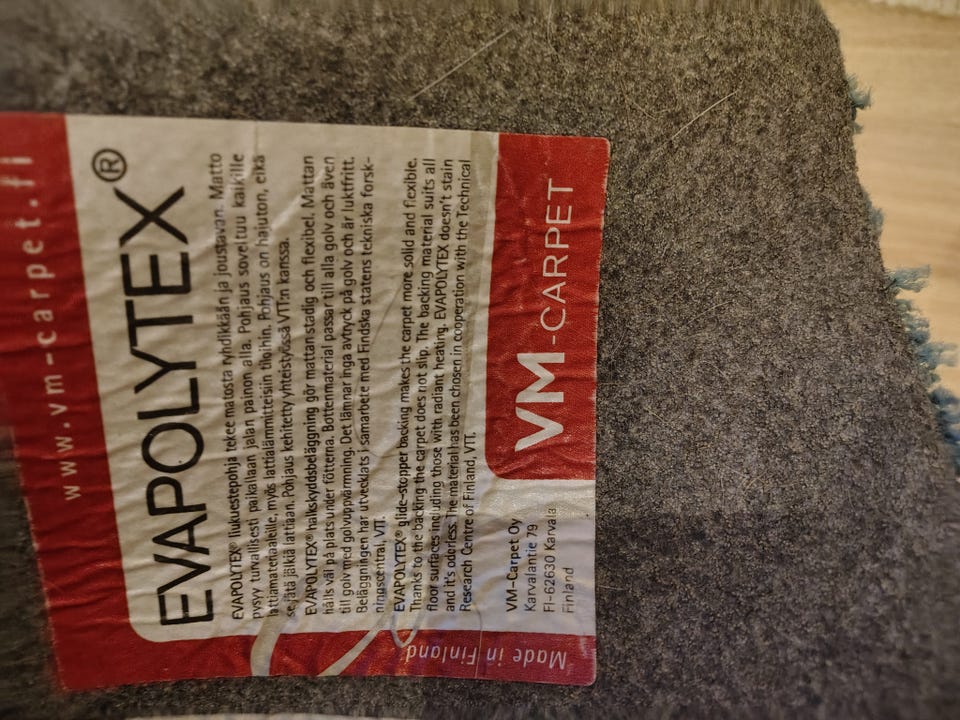 www.vm-carpet.fi
EVAPOLYTEX®
EVAPOLYTEX® liukuestepohja tekee matosta ryhdikkään ja joustavan. Matto
pysyy turvallisesti paikallaan jalan painon alla. Pohjaus soveltuu kaikille
lattiamateriaaleille, myös lattialämmitteisiin tiloihin. Pohjaus on hajuton, eikä
se jätä jälkiä lattiaan. Pohjaus kehitetty yhteistyössä VTT:n kanssa.
EVAPOLYTEX® halkskyddsbeläggning gör mattan stadig och flexibel. Mattan
hålls väl på plats under fötterna. Bottenmaterial passar till alla golv och även
till golv med golvuppvärmning. Det lämnar inga avtryck på golv och är luktfritt.
Beläggningen har utvecklats i samarbete med Findska statens tekniska forsk-
ningscentral, VTT.
EVAPOLYTEX® glide-stopper backing makes the carpet more solid and flexible.
Thanks to the backing the carpet does not slip. The backing material suits all
floor surfaces including those with radiant heating. EVAPOLYTEX doesn't stain
and it's odorless. The material has been chosen in cooperation with the Technical
Research Centre of Finland, VTT.
VM-Carpet Oy
Karvalantie 79
FI-62630 Karvala
Finland
VM-CARPET
Made in Finland